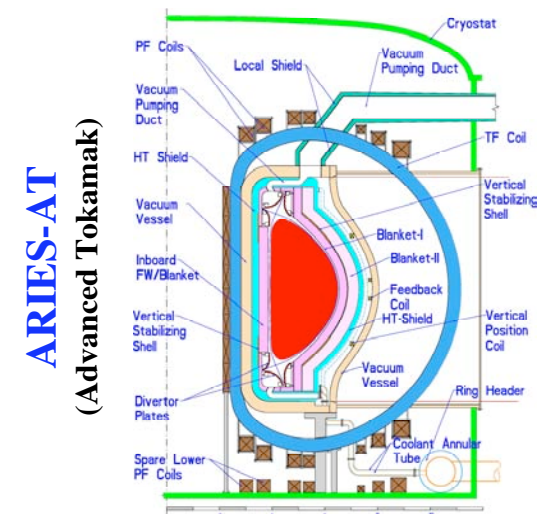 ARIES-AT
(Advanced Tokamak)
Cryostat
PF Coils
Local Shield
Vacuum
Pumping Duct
Vacuum
Pumping
Duct
TF Coil
HT Shield
Vertical
Stabilizing
Shell
Vacuum
Vessel
Blanket-I
Inboard
FW/Blanket
Blanket-II
Feedback
Coil
HT-Shield
Vertical
Stabilizing
Shell
Vertical
Position
Coil
Vacuum
Vessel
Divertor
Plates
Ring Header
Coolant Annular
Tube
Spare Lower
PF Coils